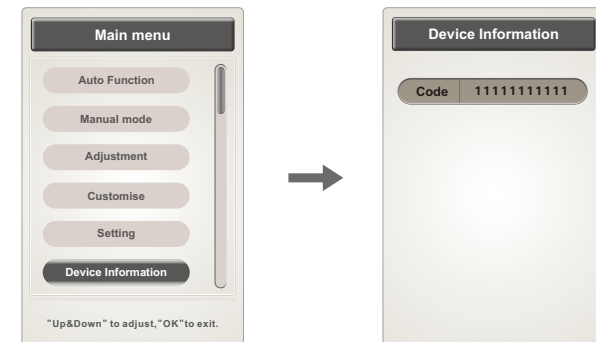 Main menu
Auto Function
Manual mode
Adjustment
Customise
Setting
Device Information
"Up&Down" to adjust,"OK"to exit.
Device Information
Code 11111111111